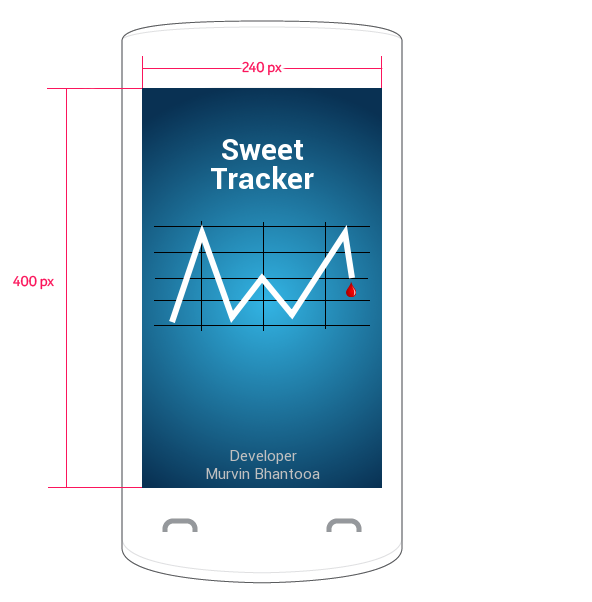 240 px
Sweet
Tracker
400 px
Developer
Murvin Bhantooa